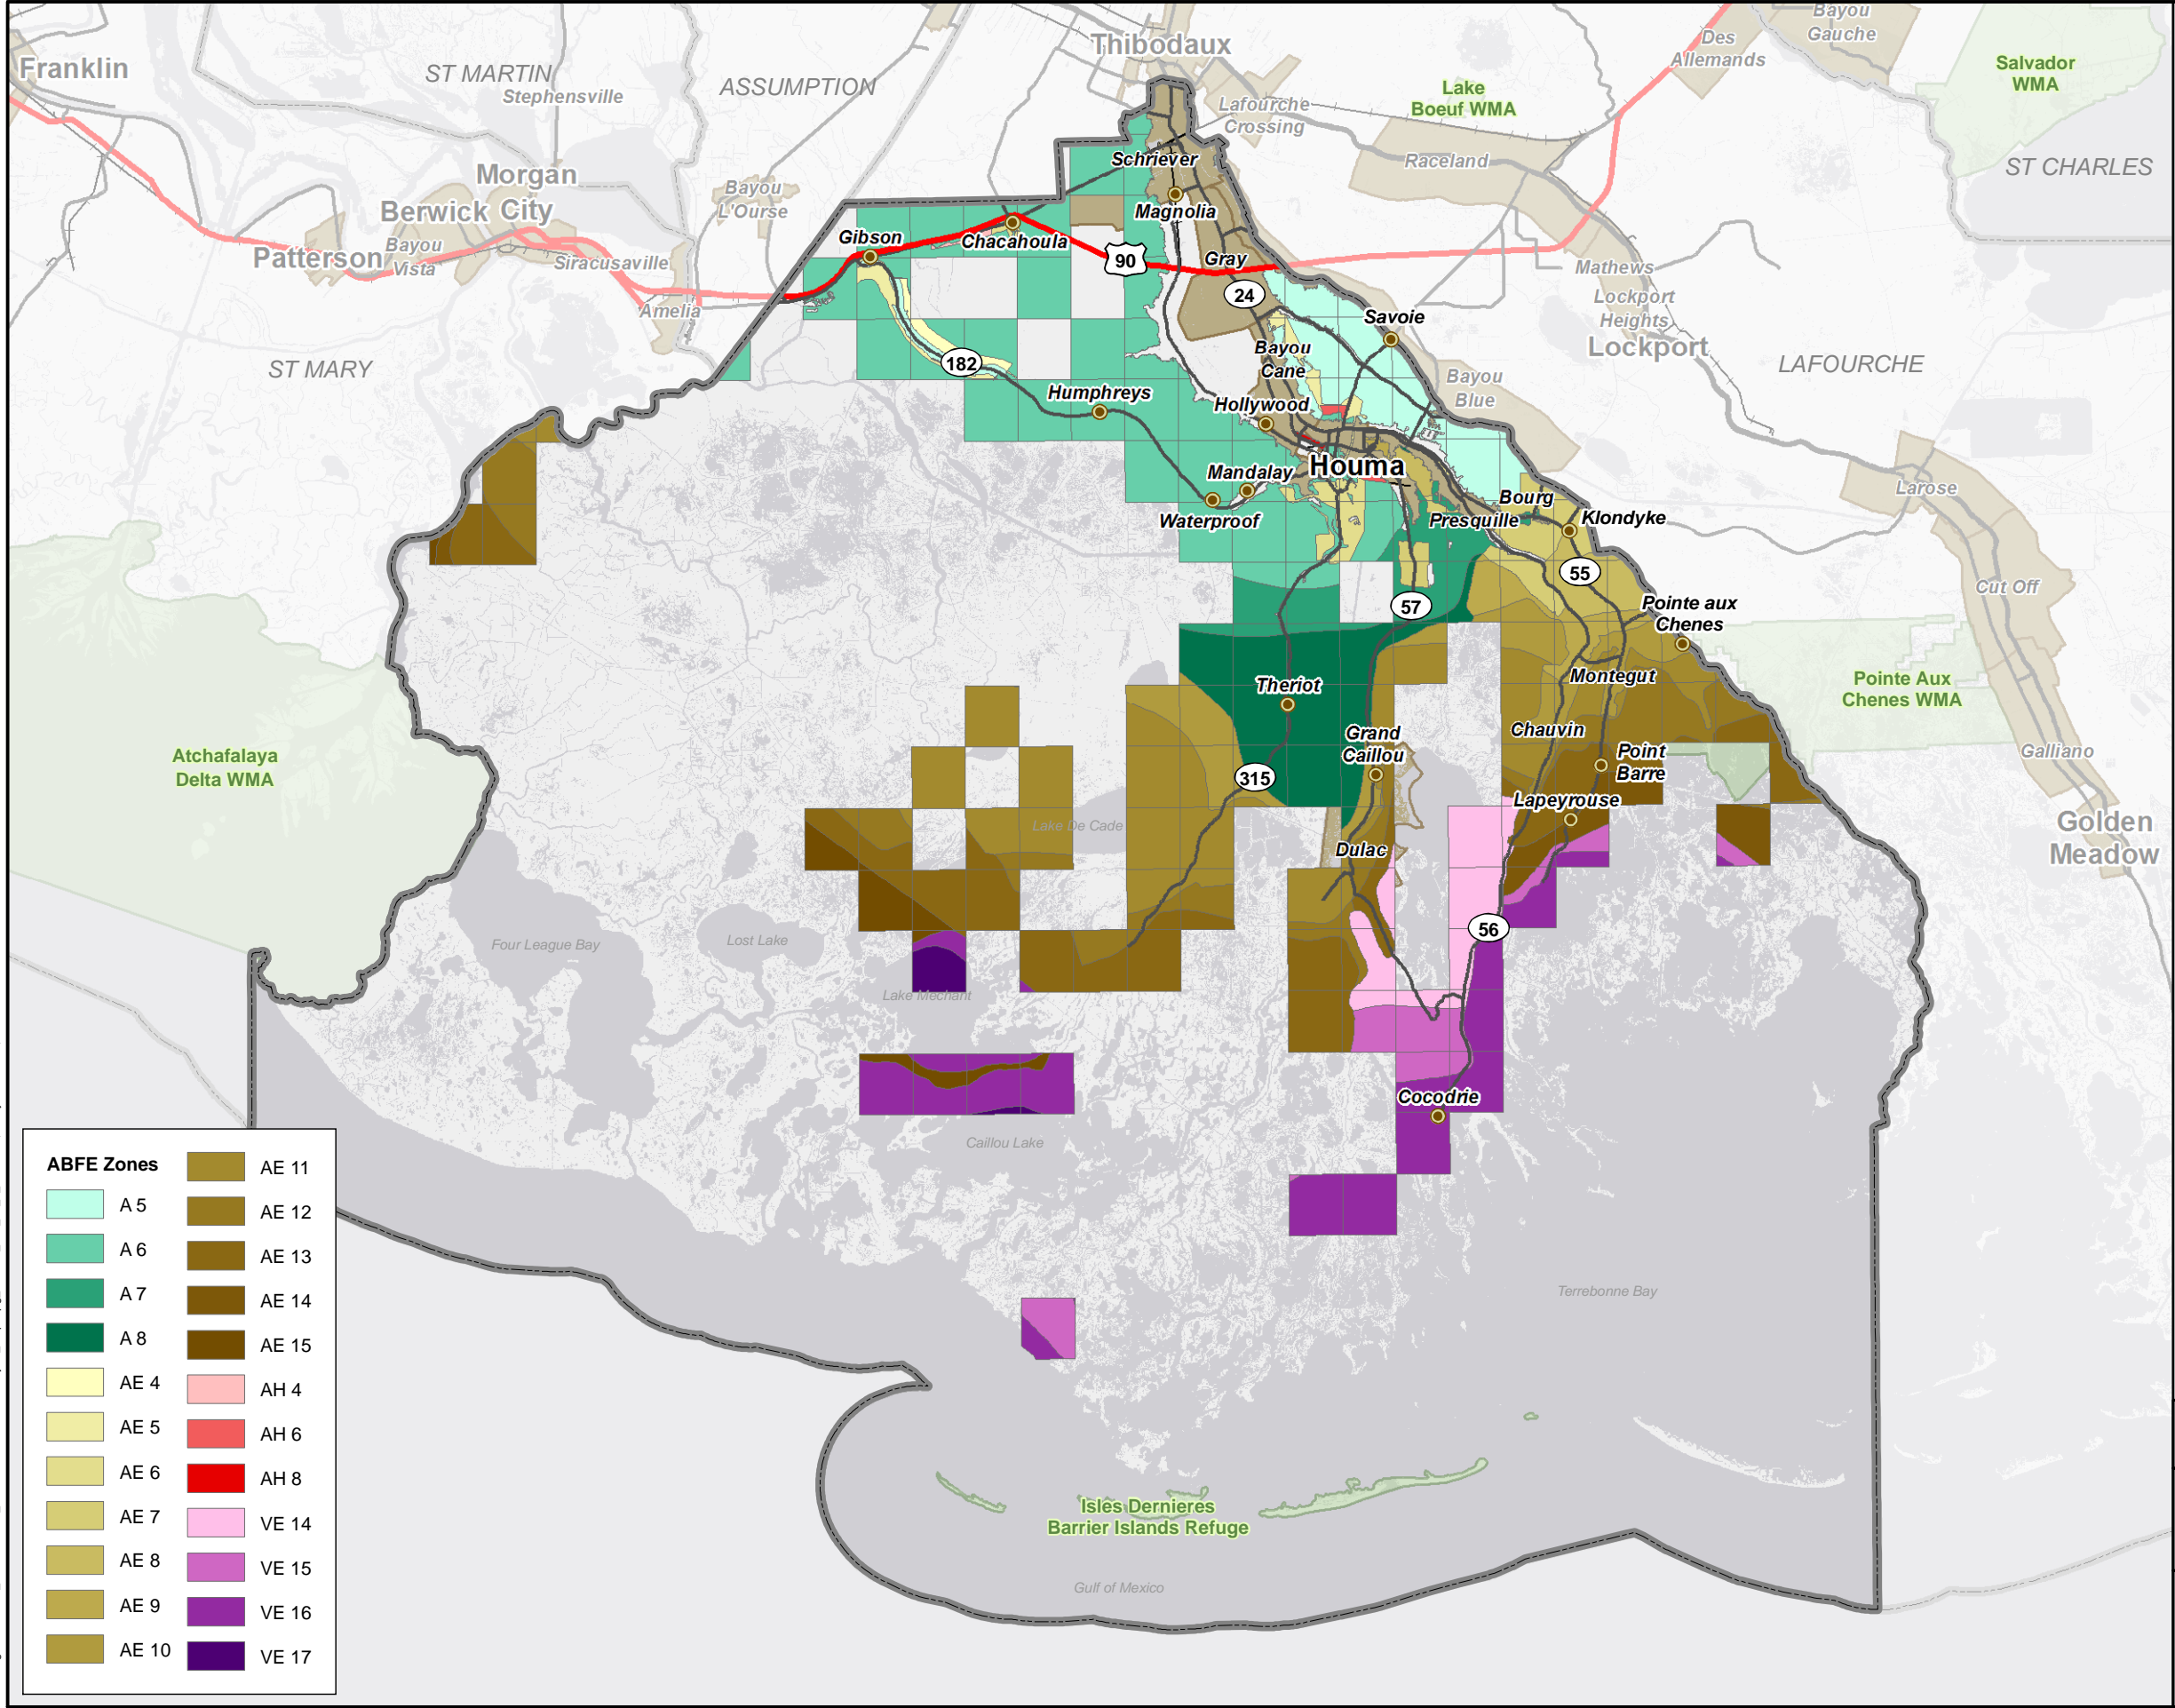 Bayou
Gauche
Thibodaux
Des
Allemands
Franklin
ST MARTIN
Stephensville
ASSUMPTION
Salvador
WMA
Lake
Boeuf WMA
Lafourche
Crossing
Raceland
ST CHARLES
Schriever
Morgan
City
Berwick
Bayou
L'Ourse
Magnolia
Gibson
Chacahoula
Patterson
Bayou
Vista
Siracusaville
90
Gray
Mathews
24
Lockport
Heights
Amelia
Savoie
Lockport
ST MARY
182
Bayou
Cane
LAFOURCHE
Bayou
Blue
Humphreys
Hollywood
Houma
Mandalay
Bourg
Larose
Waterproof
Presquille
Klondyke
55
Cut Off
57
Pointe aux
Chenes
Theriot
Montegut
Pointe Aux
Chenes WMA
Grand
Caillou
Chauvin
Atchafalaya
Delta WMA
Point
Barre
Galliano
315
Lapeyrouse
Lake De Cade
Golden
Meadow
Dulac
56
Four League Bay
Lost Lake
Lake Mechant
Cocodrie
Caillou Lake
Terrebonne Bay
Isles Dernieres
Barrier Islands Refuge
Gulf of Mexico
ABFE Zones
A 5
A 6
A 7
A 8
AE 4
AE 5
AE 6
AE 7
AE 8
AE 9
AE 10
AE 11
AE 12
AE 13
AE 14
AE 15
AH 4
AH 6
AH 8
VE 14
VE 15
VE 16
VE 17